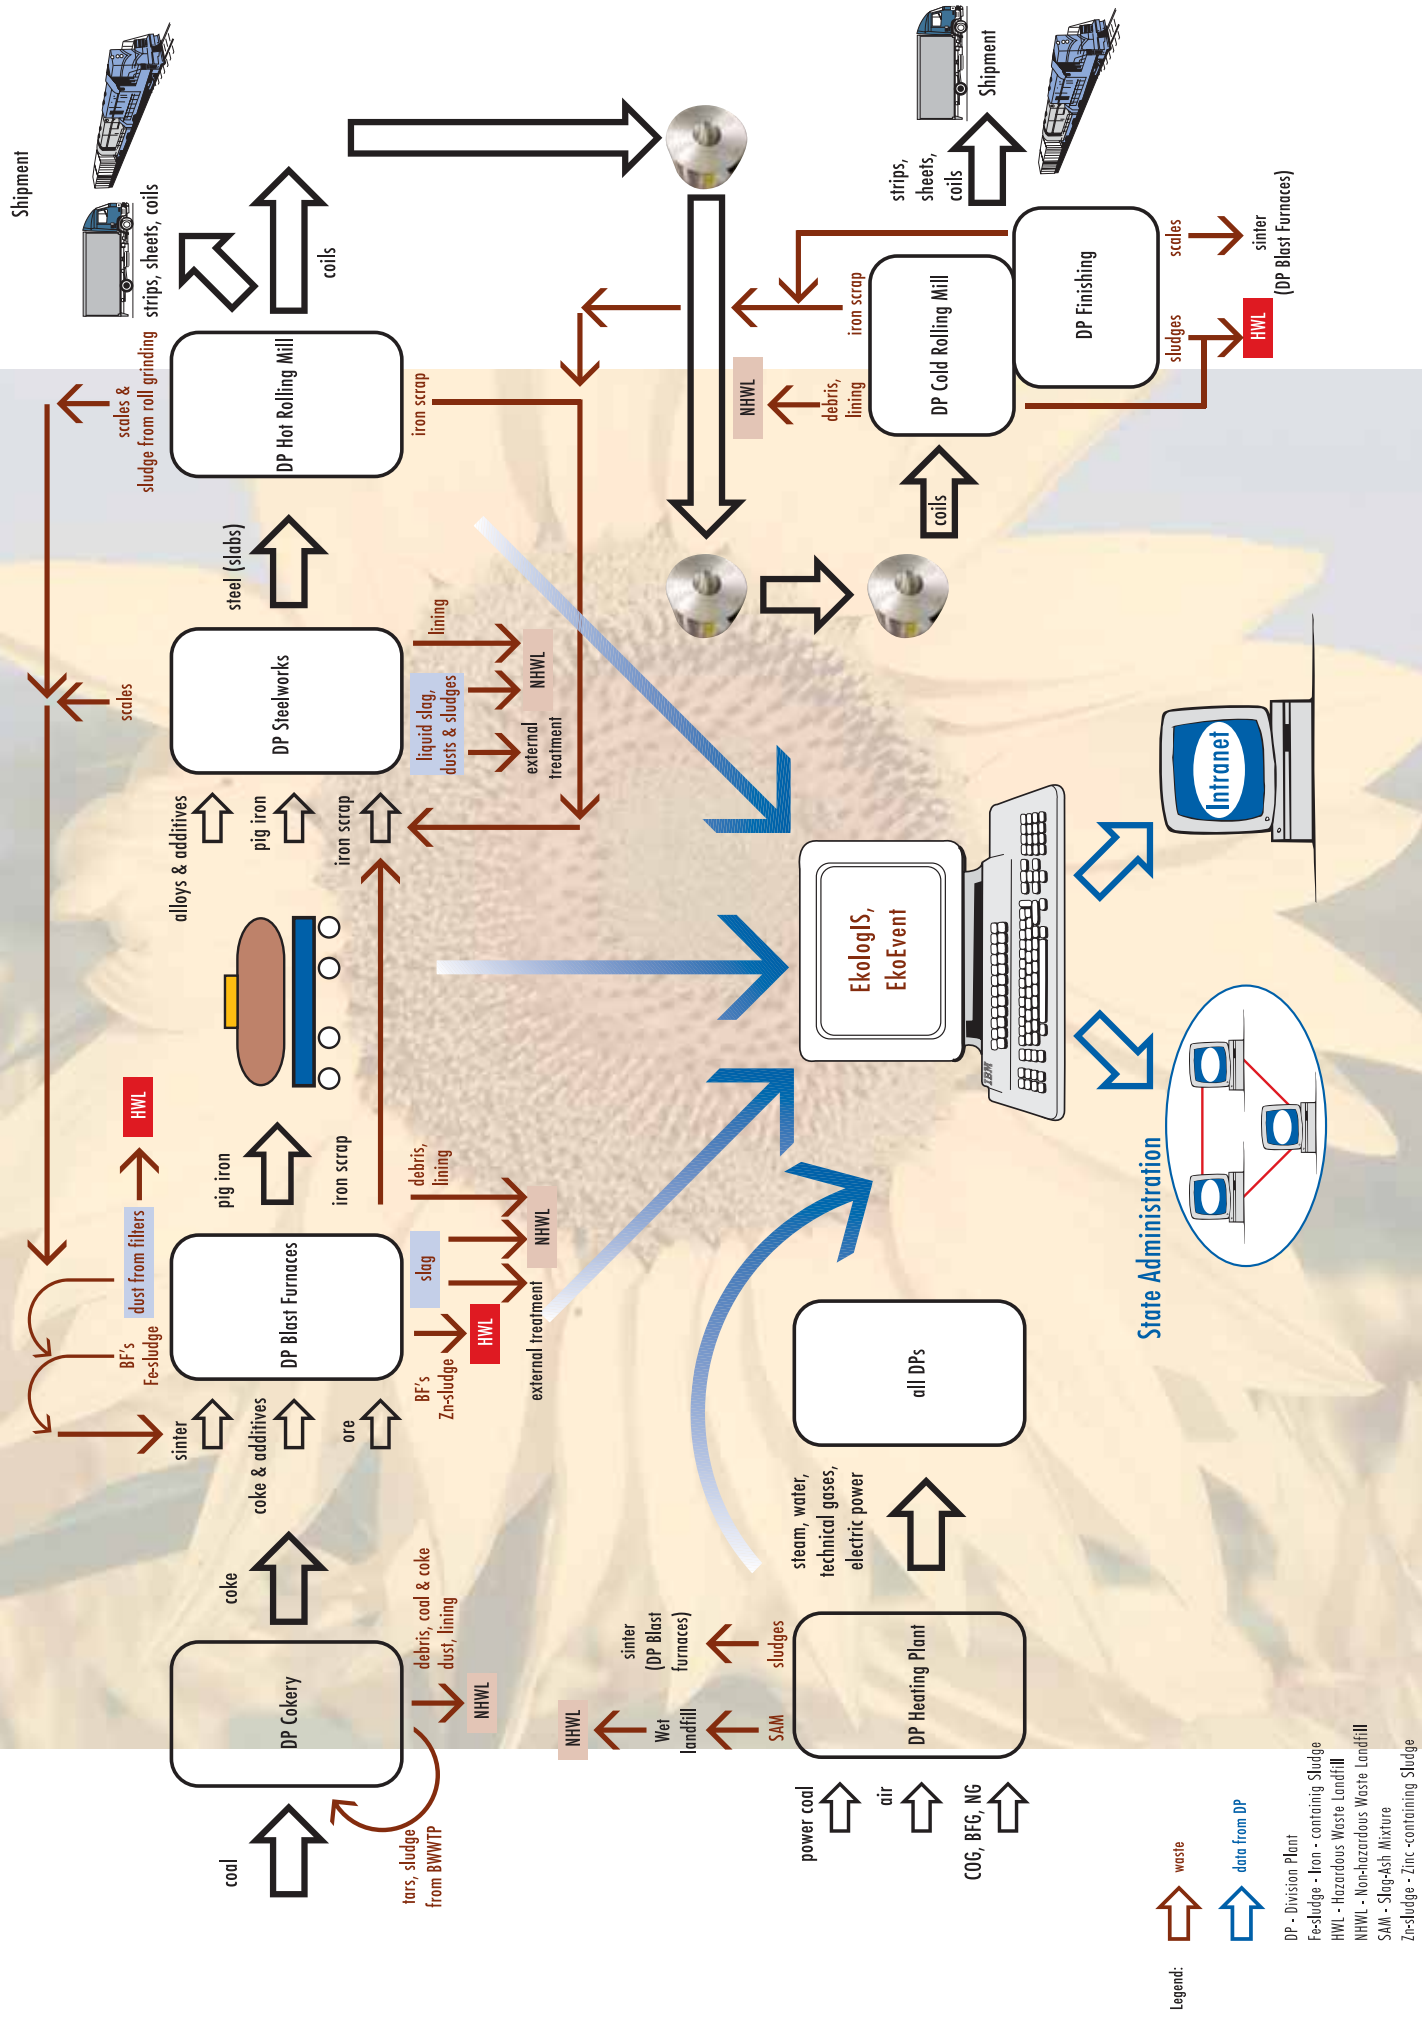 Shipment
strips, sheets, coils
coils
scales &
sludge from roll grinding
DP Hot Rolling Mill
iron scrap
steel (slabs)
scales
DP Steelworks
lining
liquid slag,
dusts & sludges
NHWL
external
treatment
alloys & additives
pig iron
iron scrap
HWL
dust from filters
BF's
Fe-sludge
pig iron
iron scrap
DP Blast Furnaces
debris,
lining
slag
NHWL
BF's
Zn-sludge
HWL
external treatment
sinter
coke & additives
ore
coke
DP Cokery
debris, coal & coke
dust, lining
NHWL
coal
tars, sludge
from BWWTP
Shipment
strips,
sheets,
coils
DP Finishing
DP Cold Rolling Mill
iron scrap
debris,
lining
NHWL
scales
sinter
(DP Blast Furnaces)
sludges
HWL
coils
EkologIS,
EkoEvent
IBM
Intranet
State Administration
all DPs
steam, water,
technical gases,
electric power
DP Heating Plant
sludges
sinter
(DP Blast
furnaces)
SAM
Wet
landfill
NHWL
power coal
air
COG, BFG, NG
Legend:
waste
data from DP
DP - Division Plant
Fe-sludge - Iron - containig Sludge
HWL - Hazardous Waste Landfill
NHWL - Non-hazardous Waste Landfill
SAM - Slag-Ash Mixture
Zn-sludge - Zinc -containing Sludge